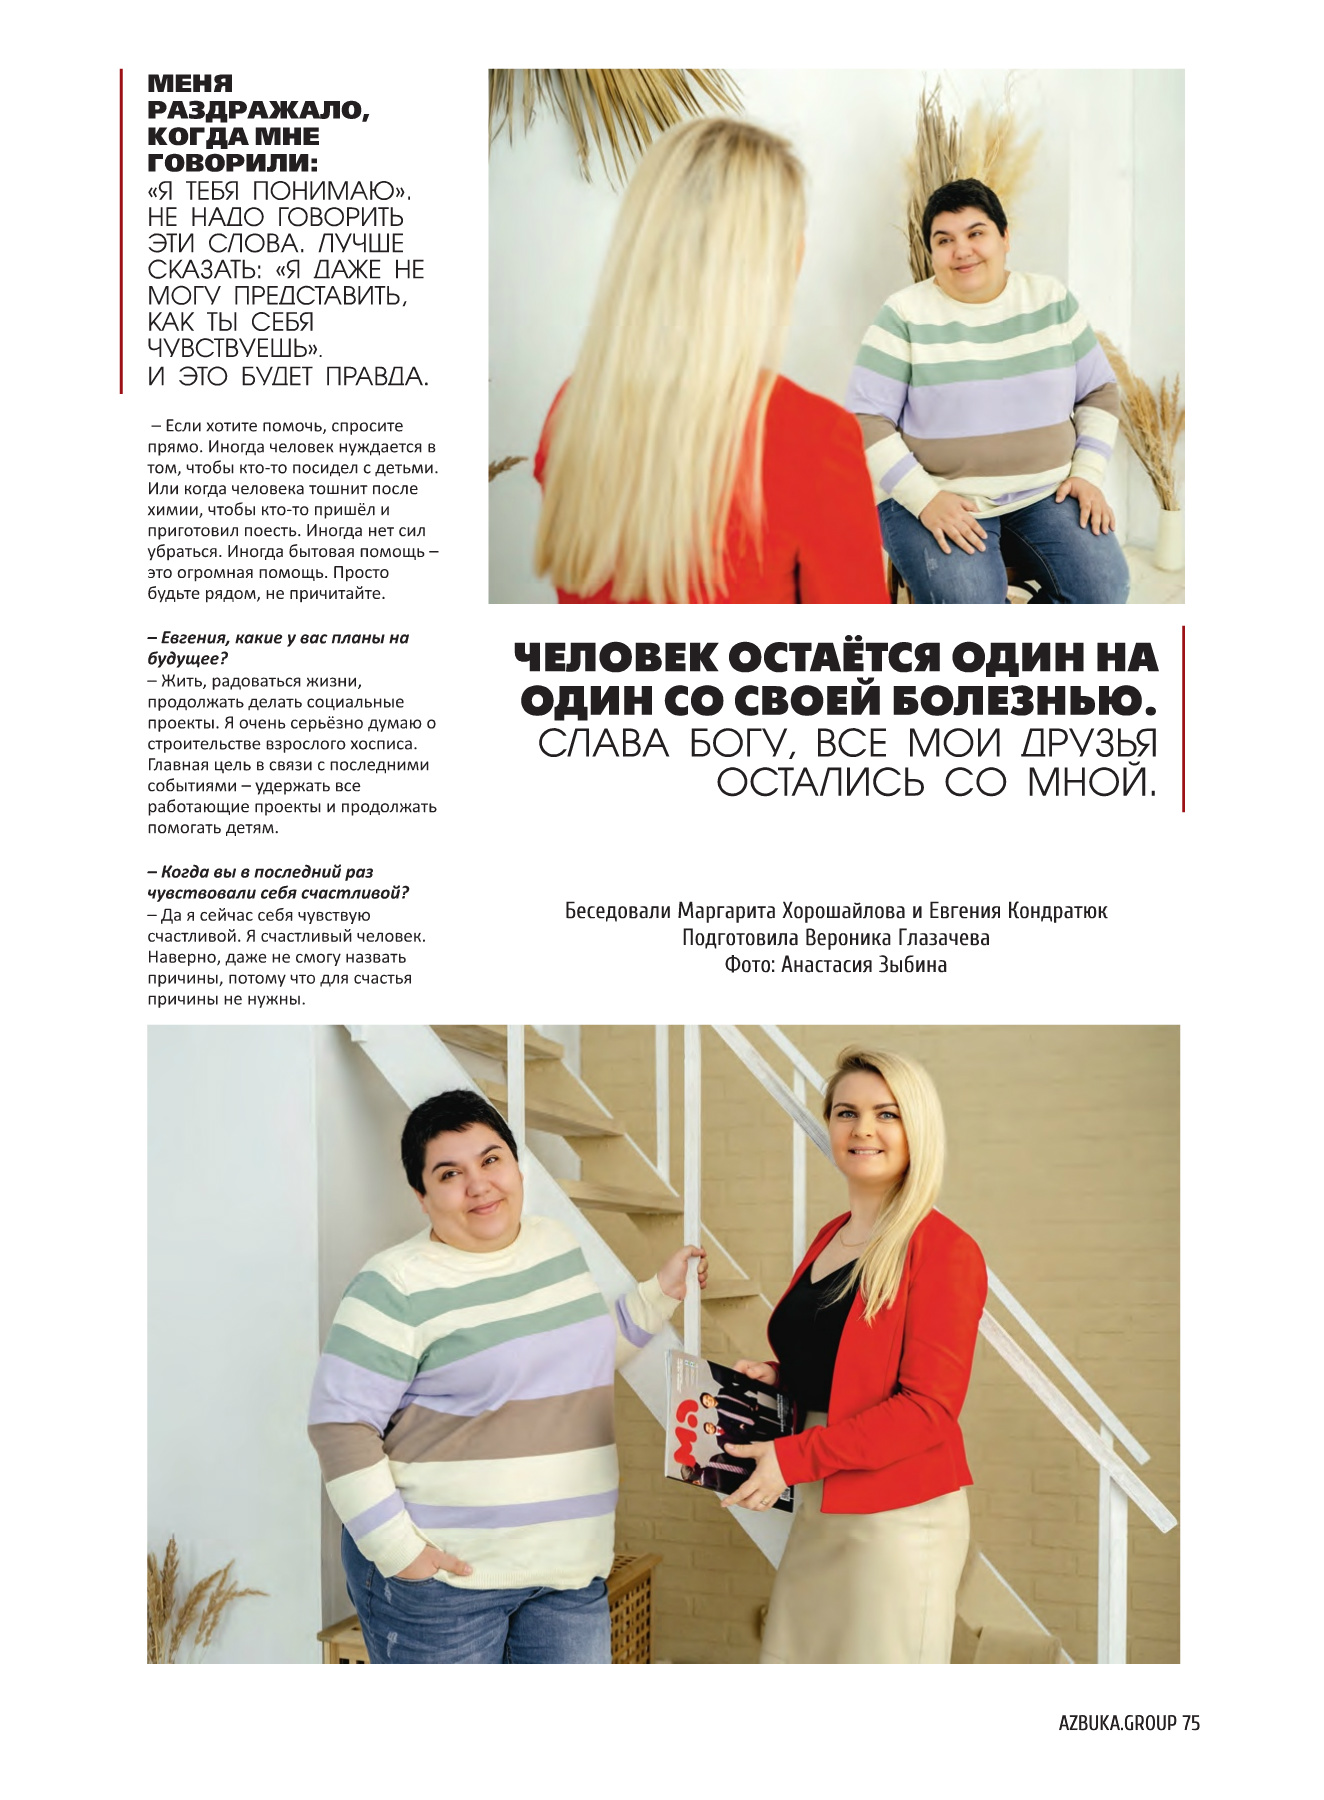 МЕНЯ
РАЗДРАЖАЛО,
КОГДА МНЕ
ГОВОРИЛИ:
«Я ТЕБЯ ПОНИМАЮ».
НЕ НАДО ГОВОРИТЬ
ЭТИ СЛОВА. ЛУЧШЕ
СКАЗАТЬ: «Я ДАЖЕ НЕ
МОГУ ПРЕДСТАВИТЬ,
КАК ТЫ СЕБЯ
ЧУВСТВУЕШЬ».
И ЭТО БУДЕТ ПРАВДА.
– Если хотите помочь, спросите
прямо. Иногда человек нуждается в
том, чтобы кто-то посидел с детьми.
Или когда человека тошнит после
химии, чтобы кто-то пришёл и
приготовил поесть. Иногда нет сил
убраться. Иногда бытовая помощь –
это огромная помощь. Просто
будьте рядом, не причитайте.
– Евгения, какие у вас планы на
будущее?
– Жить, радоваться жизни,
продолжать делать социальные
проекты. Я очень серьёзно думаю о
строительстве взрослого хосписа.
Главная цель в связи с последними
событиями – удержать все
работающие проекты и продолжать
помогать детям.
– Когда вы в последний раз
чувствовали себя счастливой?
– Да я сейчас себя чувствую
счастливой. Я счастливый человек.
Наверно, даже не смогу назвать
причины, потому что для счастья
причины не нужны.
ЧЕЛОВЕК ОСТАЁТСЯ ОДИН НА
ОДИН СО СВОЕЙ БОЛЕЗНЬЮ.
СЛАВА БОГУ, ВСЕ МОИ ДРУЗЬЯ
ОСТАЛИСЬ СО МНОЙ.
Беседовали Маргарита Хорошайлова и Евгения Кондратюк
Подготовила Вероника Глазачева
Фото: Анастасия Зыбина
AZBUKA.GROUP 75